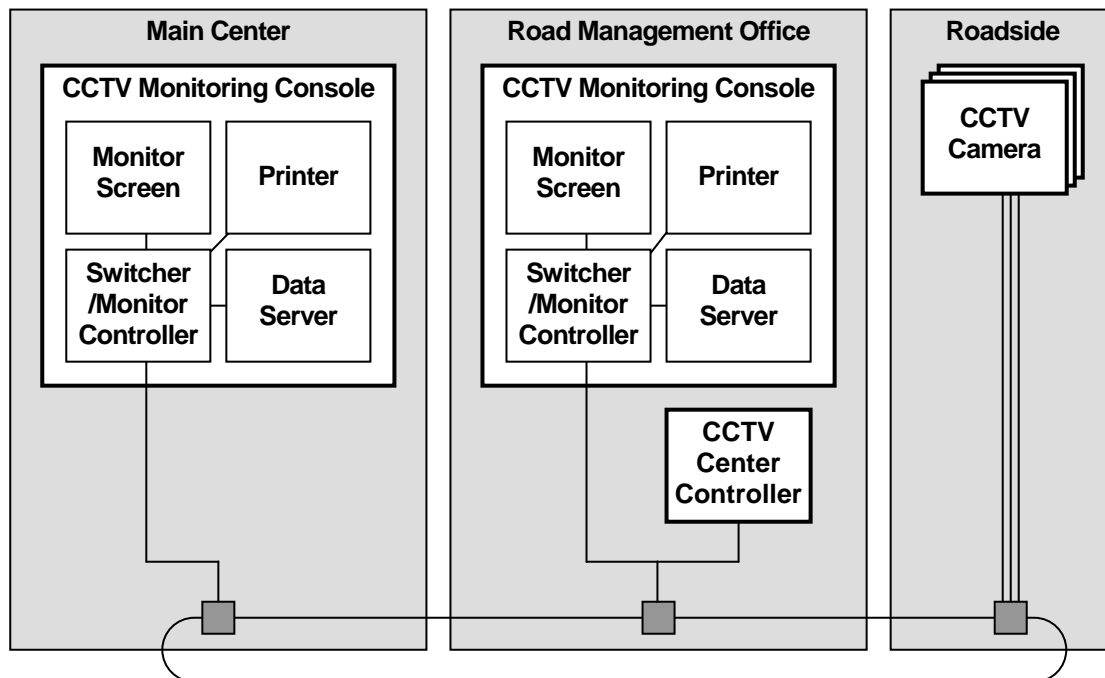 Main Center
CCTV Monitoring Console
Monitor
Screen
Printer
Switcher
/Monitor
Controller
Data
Server
Road Management Office
CCTV Monitoring Console
Monitor
Screen
Printer
Switcher
/Monitor
Controller
Data
Server
CCTV
Center
Controller
Roadside
CCTV
Camera